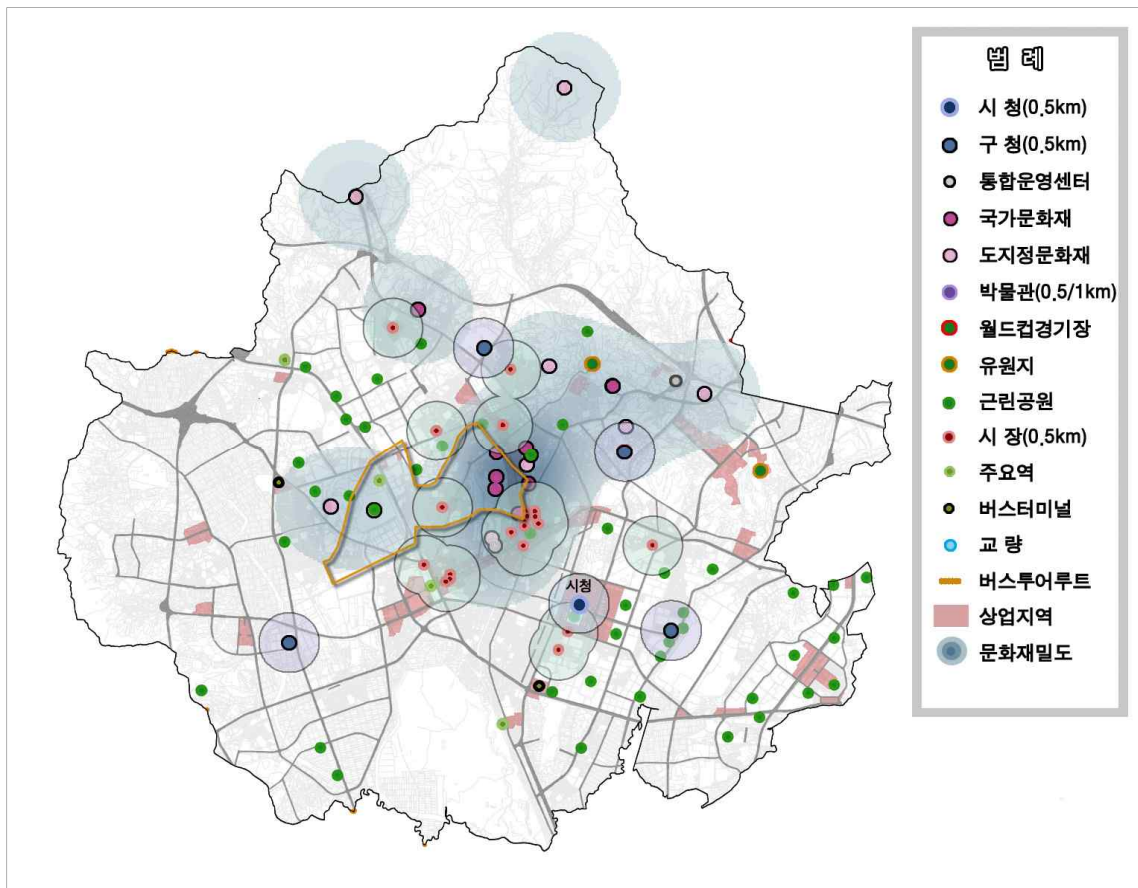 범 례
시 청(0.5km)
구 청(0.5km)
통합운영센터
국가문화재
도지정문화재
박물관(0.5/1km)
월드컵경기장
유원지
근린공원
시 장(0.5km)
주요역
버스터미널
교 량
버스투어루트
상업지역
문화재밀도
시청